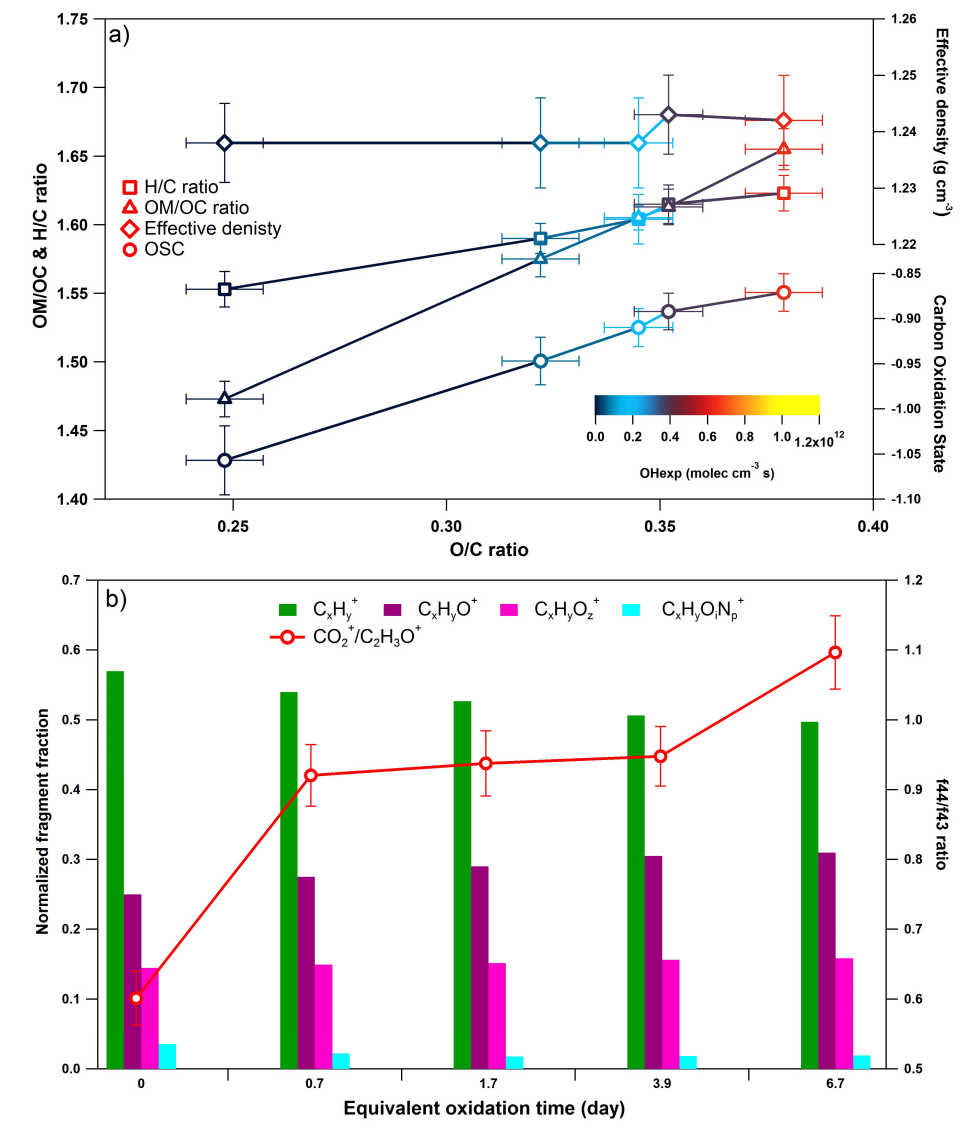 a)
1.75
1.70
1.65
1.60
1.55
1.50
1.45
1.40
OM/OC & H/C ratio
H/C ratio
OM/OC ratio
Effective denisty
OSC
1.26
1.25
1.24
1.23
1.22
Effective density (g cm⁻³)
-0.85
-0.90
-0.95
-1.00
-1.05
-1.10
Carbon Oxidation State
0.0 0.2 0.4 0.6 0.8 1.0 1.2x10¹²
OHexp (molec cm⁻³ s)
0.25 0.30 0.35 0.40
O/C ratio
b)
0.7
0.6
0.5
0.4
0.3
0.2
0.1
0.0
Normalized fragment fraction
CₓHᵧ⁺ CₓHᵧO⁺ CₓHᵧO_z⁺ CₓHᵧOᵢNₚ⁺
CO₂⁺/C₂H₃O⁺
1.2
1.1
1.0
0.9
0.8
0.7
0.6
0.5
f44/f43 ratio
0 0.7 1.7 3.9 6.7
Equivalent oxidation time (day)